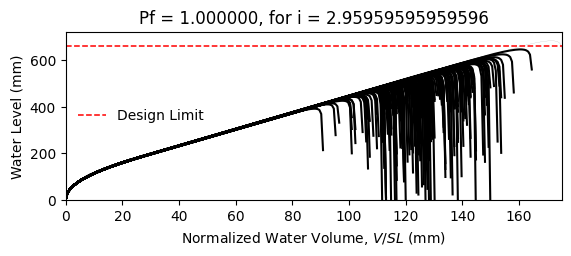 Pf = 1.000000, for i = 2.95959595959596
Water Level (mm)
600
400
200
0
Design Limit
0 20 40 60 80 100 120 140 160
Normalized Water Volume, V/SL (mm)